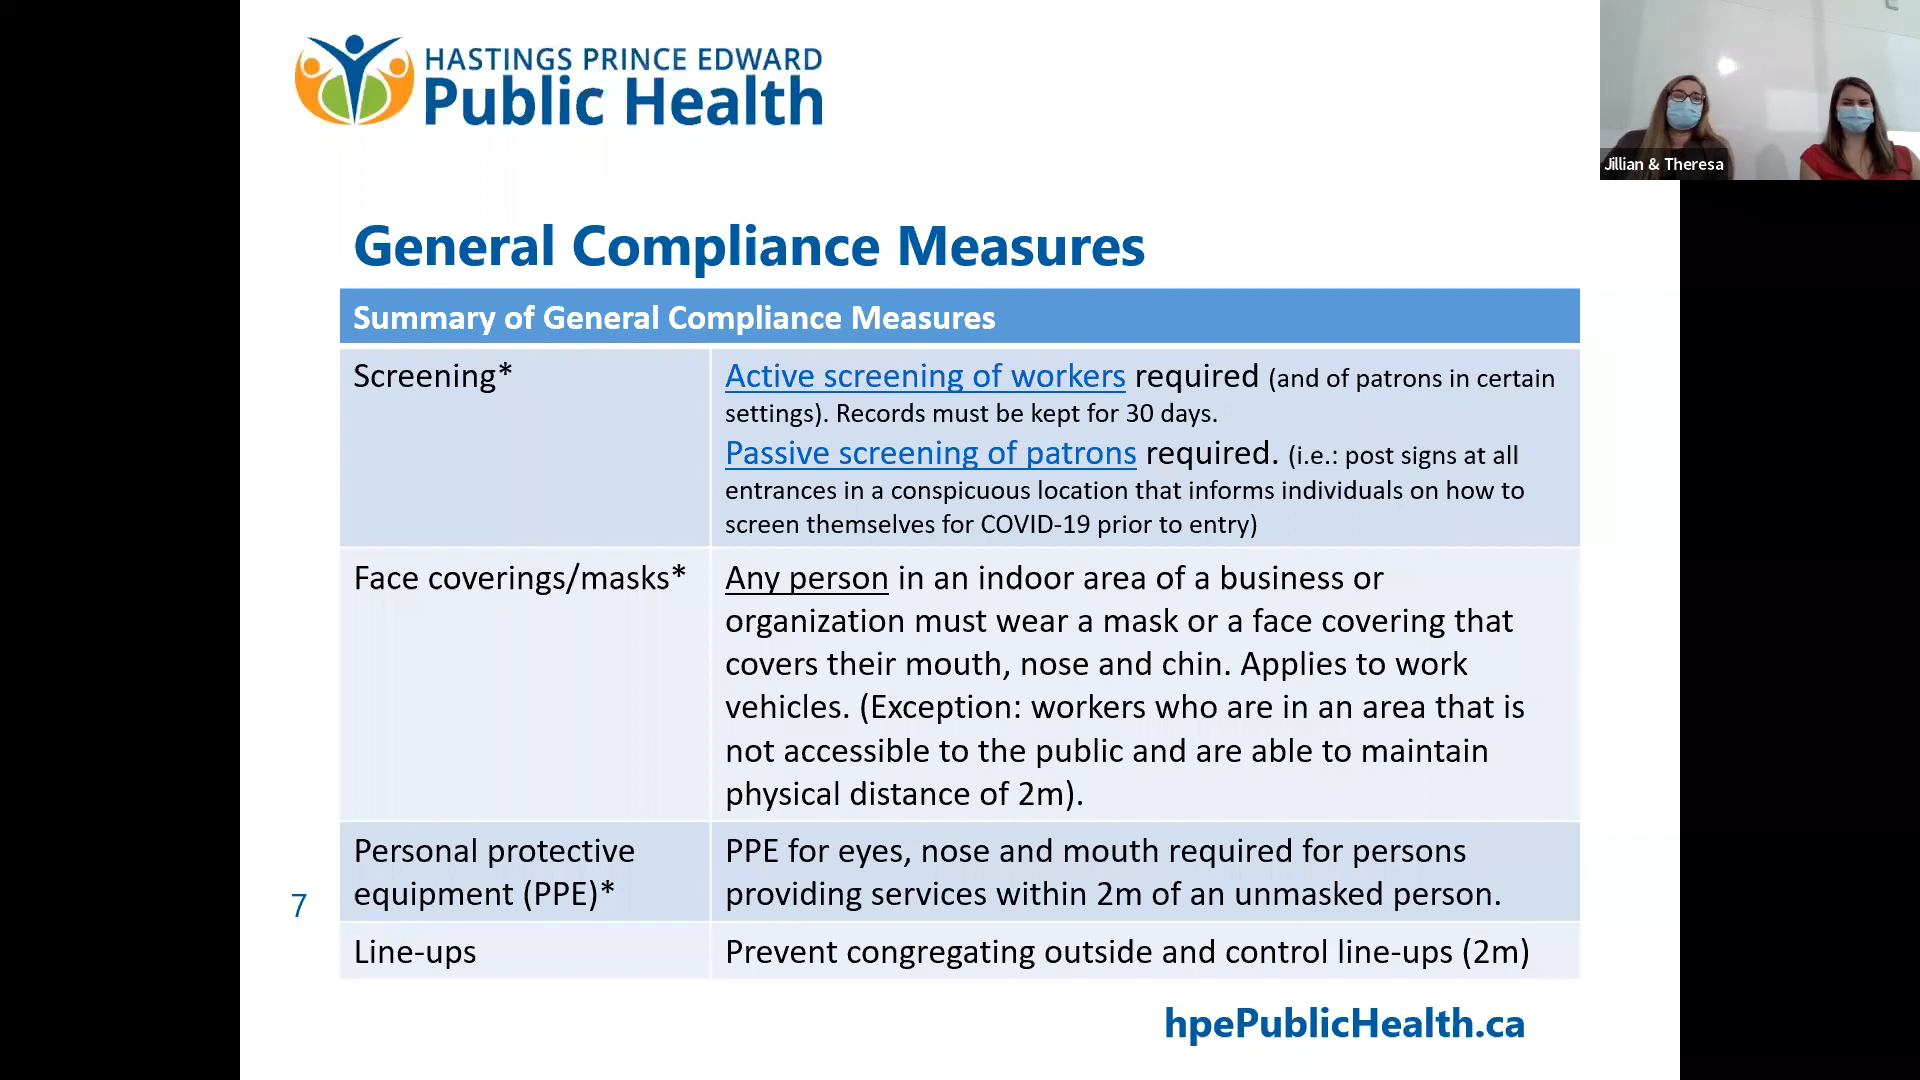 HASTINGS PRINCE EDWARD
Public Health
Jillian & Theresa
General Compliance Measures
Summary of General Compliance Measures
Screening*
Active screening of workers required (and of patrons in certain
settings). Records must be kept for 30 days.
Passive screening of patrons required. (i.e.: post signs at all
entrances in a conspicuous location that informs individuals on how to
screen themselves for COVID-19 prior to entry)
Face coverings/masks*
Any person in an indoor area of a business or
organization must wear a mask or a face covering that
covers their mouth, nose and chin. Applies to work
vehicles. (Exception: workers who are in an area that is
not accessible to the public and are able to maintain
physical distance of 2m).
Personal protective
equipment (PPE)*
PPE for eyes, nose and mouth required for persons
providing services within 2m of an unmasked person.
Line-ups
Prevent congregating outside and control line-ups (2m)
7
hpePublicHealth.ca